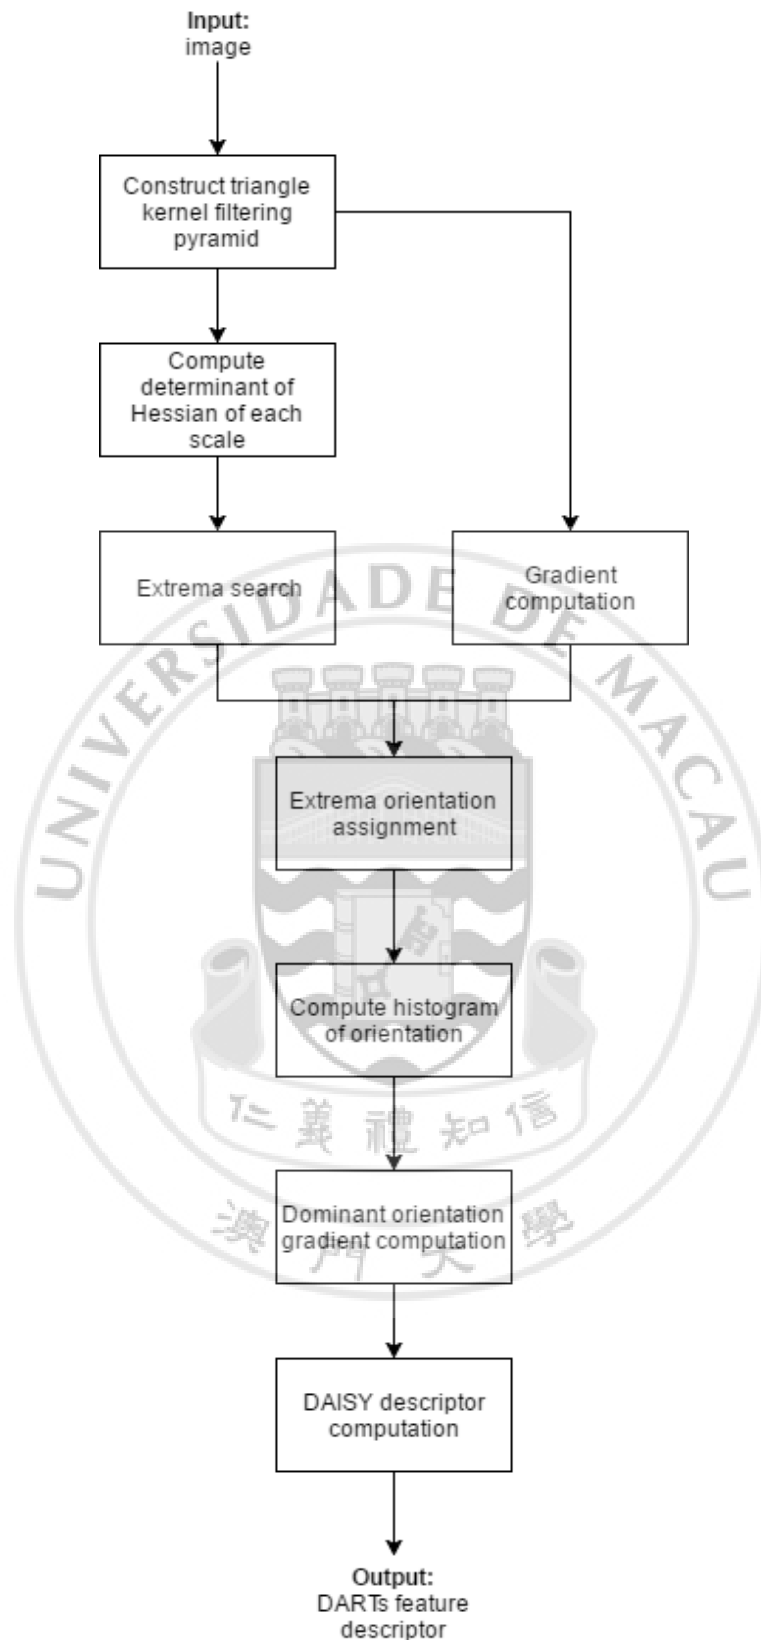 Input:
image
Construct triangle
kernel filtering
pyramid
Compute
determinant of
Hessian of each
scale
Extrema search
Gradient
computation
UNIVERSIDADE DE MACAU
Extrema orientation
assignment
Compute histogram
of orientation
仁義禮知信
Dominant orientation
gradient computation
澳門大學
DAISY descriptor
computation
Output:
DARTs feature
descriptor